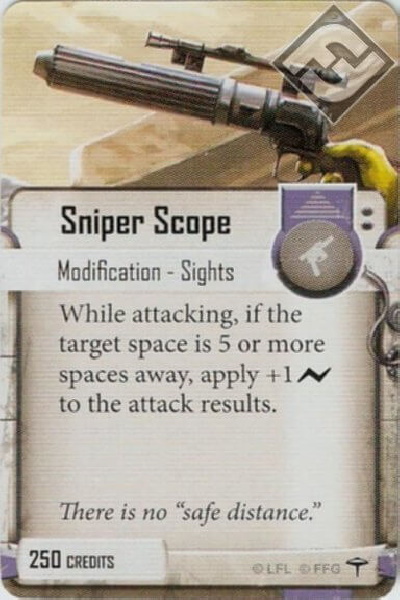 Sniper Scope
Modification - Sights
While attacking, if the
target space is 5 or more
spaces away, apply +1
to the attack results.
There is no “safe distance.”
250 CREDITS
© LFL © FFG